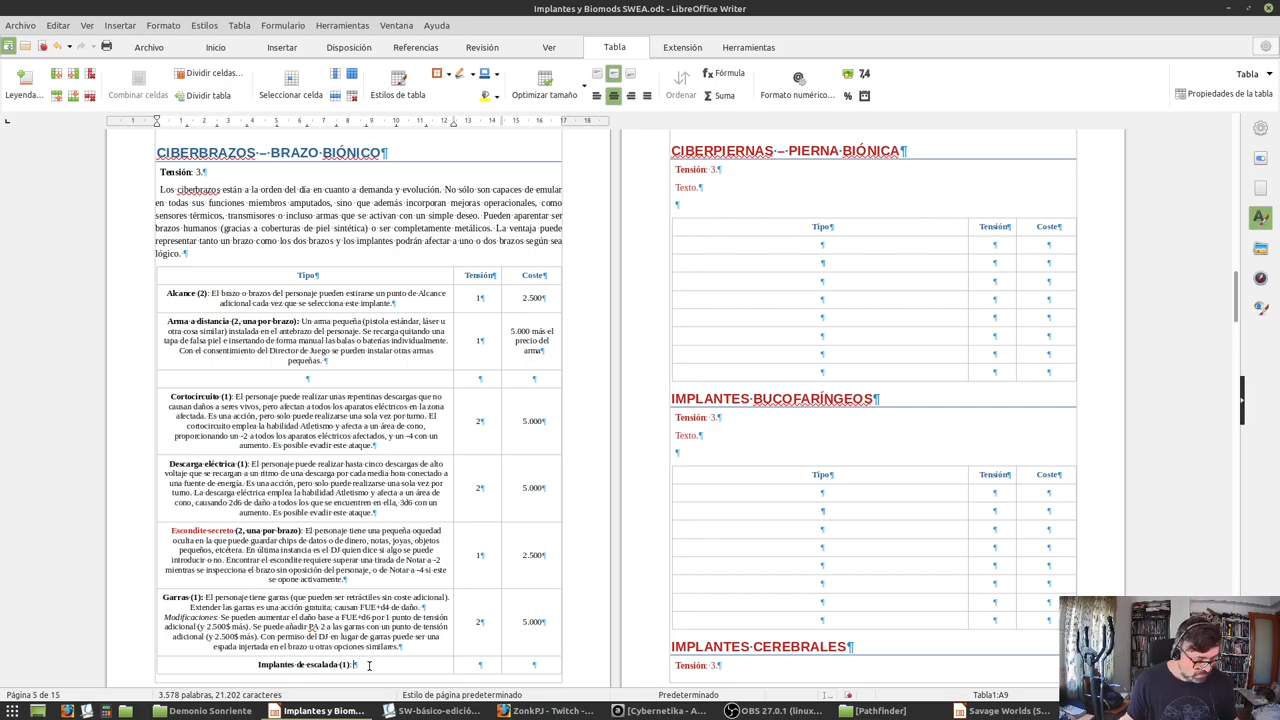 Implantes y Biomods SWEA.odt - LibreOffice Writer
Archivo Editar Ver Insertar Formato Estilos Tabla Formulario Herramientas Ventana Ayuda
Archivo Inicio Insertar Disposición Referencias Revisión Ver Tabla Extensión Herramientas
Leyenda... Combinar celdas Dividir celdas... Dividir tabla Seleccionar celda Estilos de tabla Optimizar tamaño Ordenar Fórmula Suma Formato numérico... Tabla Propiedades de la tabla
1 1 2 3 4 5 6 7 8 9 10 11 12 13 14 15 16 17 18
CIBERBRAZOS – BRAZO BIÓNICO¶
Tensión: 3.¶
Los ciberbrazos están a la orden del día en cuanto a demanda y evolución. No sólo son capaces de emular
en todas sus funciones miembros amputados, sino que además incorporan mejoras operacionales, como
sensores térmicos, transmisores o incluso armas que se activan con un simple deseo. Pueden aparentar ser
brazos humanos (gracias a coberturas de piel sintética) o ser completamente metálicos. La ventaja puede
representar tanto un brazo como los dos brazos y los implantes podrán afectar a uno o dos brazos según sea
lógico. ¶
Tipo¶ Tensión¶ Coste¶
Alcance (2): El brazo o brazos del personaje pueden estirarse un punto de Alcance
adicional cada vez que se selecciona este implante.¶
1¶ 2.500¶
Arma a distancia (2, una por brazo): Un arma pequeña (pistola estándar, láser u
otra cosa similar) instalada en el antebrazo del personaje. Se recarga quitando una
tapa de falsa piel e insertando de forma manual las balas o baterías individualmente.
Con el consentimiento del Director de Juego se pueden instalar otras armas
pequeñas. ¶
1¶ 5.000 más el
precio del
arma¶
¶ ¶ ¶
Cortocircuito (1): El personaje puede realizar unas repentinas descargas que no
causan daños a seres vivos, pero afectan a todos los aparatos eléctricos en la zona
afectada. Es una acción, pero solo puede realizarse una sola vez por turno. El
cortocircuito emplea la habilidad Atletismo y afecta a un área de cono,
proporcionando un -2 a todos los aparatos eléctricos afectados, y un -4 con un
aumento. Es posible evadir este ataque.¶
2¶ 5.000¶
Descarga eléctrica (1): El personaje puede realizar hasta cinco descargas de alto
voltaje que se recargan a un ritmo de una descarga por cada media hora conectado a
una fuente de energía. Es una acción, pero solo puede realizarse una sola vez por
turno. La descarga eléctrica emplea la habilidad Atletismo y afecta a un área de
cono, causando 2d6 de daño a todos los que se encuentren en ella, 3d6 con un
aumento. Es posible evadir este ataque.¶
2¶ 5.000¶
Escondite secreto (2, una por brazo): El personaje tiene una pequeña oquedad
oculta en la que puede guardar chips de datos o de dinero, notas, joyas, objetos
pequeños, etcétera. En última instancia es el DJ quien dice si algo se puede
introducir o no. Encontrar el escondite requiere superar una tirada de Notar a -2
mientras se inspecciona el brazo sin oposición del personaje, o de Notar a -4 si este
se opone activamente.¶
1¶ 2.500¶
Garras (1): El personaje tiene garras (que pueden ser retráctiles sin coste adicional).
Extender las garras es una acción gratuita; causan FUE+d4 de daño. ¶
Modificaciones: Se pueden aumentar el daño base a FUE+d6 por 1 punto de tensión
adicional (y 2.500$ más). Se puede añadir PA 2 a las garras con un punto de tensión
adicional (y 2.500$ más). Con permiso del DJ en lugar de garras puede ser una
espada injertada en el brazo u otras opciones similares.¶
2¶ 5.000¶
Implantes de escalada (1): ¶ ¶ ¶
CIBERPIERNAS – PIERNA BIÓNICA¶
Tensión: 3.¶
Texto.¶
¶
Tipo¶ Tensión¶ Coste¶
¶ ¶ ¶
¶ ¶ ¶
¶ ¶ ¶
¶ ¶ ¶
¶ ¶ ¶
¶ ¶ ¶
¶ ¶ ¶
¶ ¶ ¶
IMPLANTES BUCOFARÍNGEOS¶
Tensión: 3.¶
Texto.¶
¶
Tipo¶ Tensión¶ Coste¶
¶ ¶ ¶
¶ ¶ ¶
¶ ¶ ¶
¶ ¶ ¶
¶ ¶ ¶
¶ ¶ ¶
¶ ¶ ¶
¶ ¶ ¶
IMPLANTES CEREBRALES¶
Tensión: 3.¶
Página 5 de 15 3.578 palabras, 21.202 caracteres Estilo de página predeterminado Predeterminado Tabla1:A9
Demonio Sonriente Implantes y Biom... SW-básico-edició... ZonkPJ - Twitch -... [Cybernetika - A... OBS 27.0.1 (linux... [Pathfinder] Savage Worlds (S...